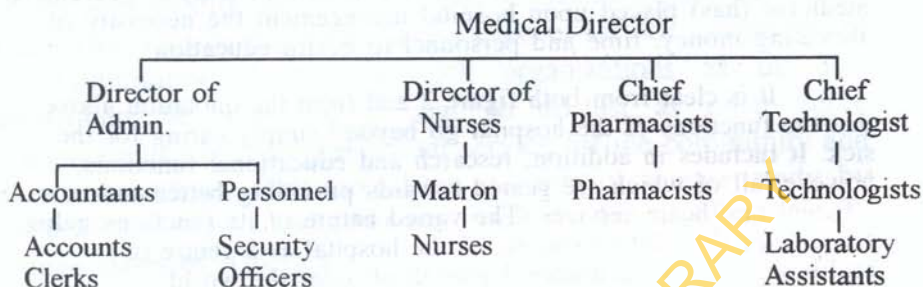 Medical Director
Director of Admin.
Director of Nurses
Chief Pharmacists
Chief Technologist
Accountants Personnel Matron Pharmacists Technologists
Accounts Clerks
Security Officers
Nurses
Laboratory Assistants
RARY